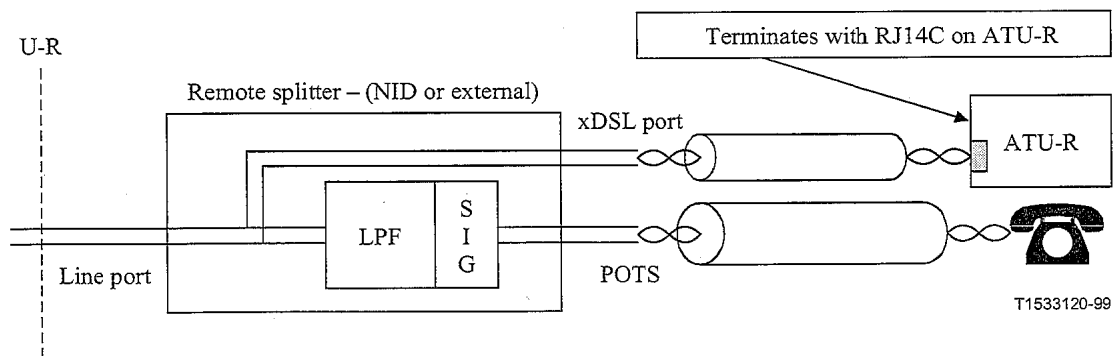 Terminates with RJ14C on ATU-R
U-R
Remote splitter – (NID or external)
xDSL port
ATU-R
LPF
S
I
G
Line port
POTS
T1533120-99